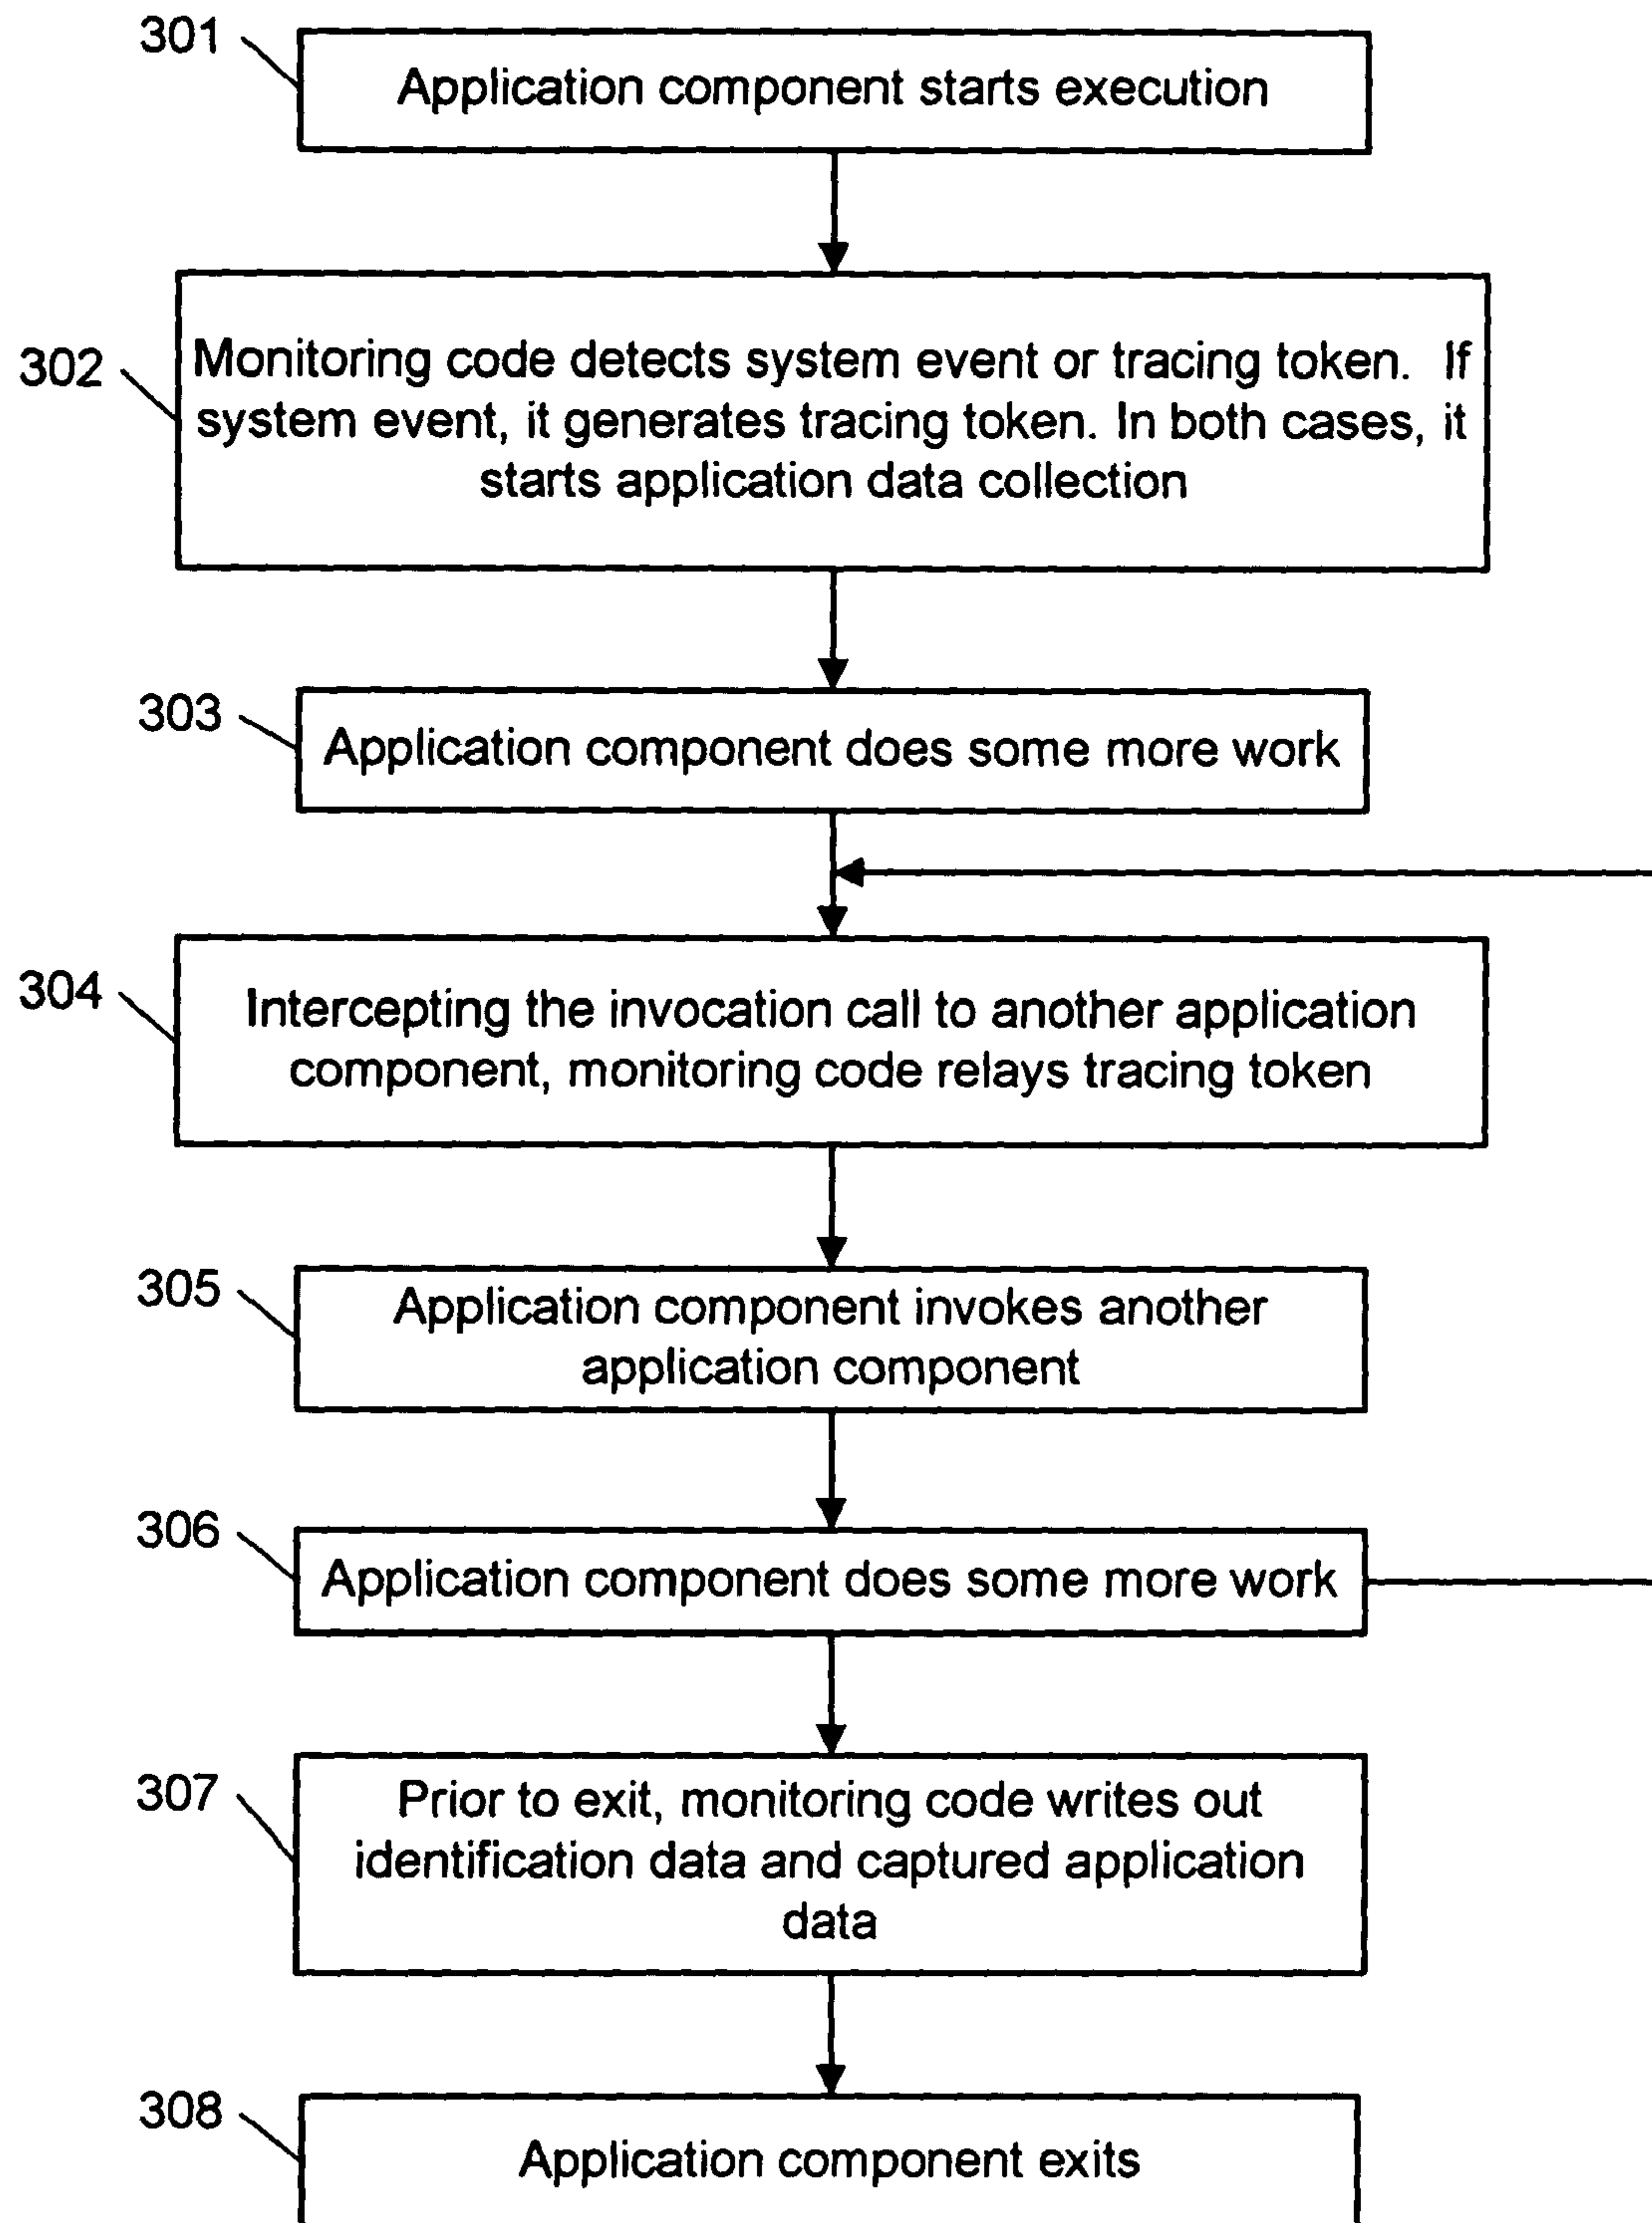 301
Application component starts execution
302
Monitoring code detects system event or tracing token. If
system event, it generates tracing token. In both cases, it
starts application data collection
303
Application component does some more work
304
Intercepting the invocation call to another application
component, monitoring code relays tracing token
305
Application component invokes another
application component
306
Application component does some more work
307
Prior to exit, monitoring code writes out
identification data and captured application
data
308
Application component exits